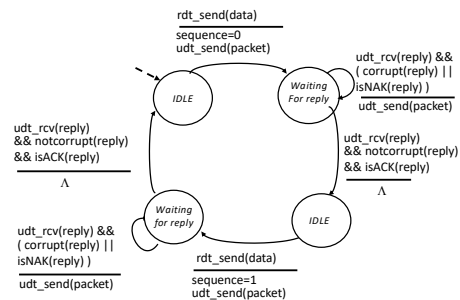 rdt_send(data)
sequence=0
udt_send(packet)
IDLE
Waiting
For reply
udt_rcv(reply) &&
( corrupt(reply) ||
isNAK(reply) )
udt_send(packet)
udt_rcv(reply)
&& notcorrupt(reply)
&& isACK(reply)
Λ
udt_rcv(reply)
&& notcorrupt(reply)
&& isACK(reply)
Λ
Waiting
for reply
IDLE
udt_rcv(reply) &&
( corrupt(reply) ||
isNAK(reply) )
udt_send(packet)
rdt_send(data)
sequence=1
udt_send(packet)